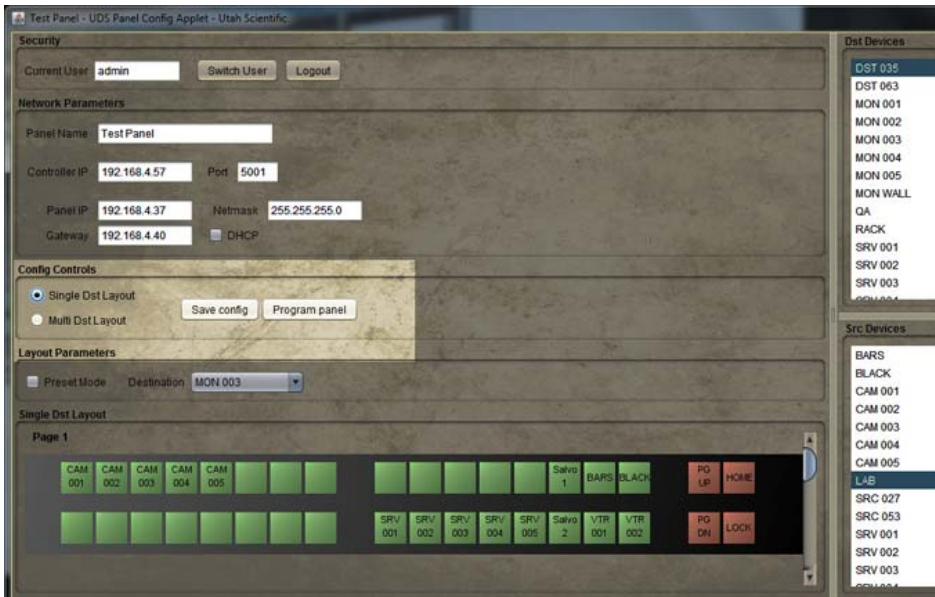 Test Panel - UDS Panel Config Applet - Utah Scientific
Security
Current User admin Switch User Logout
Network Parameters
Panel Name Test Panel
Controller IP 192.168.4.57 Port 5001
Panel IP 192.168.4.37 Netmask 255.255.255.0
Gateway 192.168.4.40 DHCP
Config Controls
Single Dst Layout
Multi Dst Layout
Save config Program panel
Layout Parameters
Preset Mode Destination MON 003
Single Dst Layout
Page 1
CAM 001 CAM 002 CAM 003 CAM 004 CAM 005 Salvo 1 BARS BLACK PG UP HOME
SRV 001 SRV 002 SRV 003 SRV 004 SRV 005 Salvo 2 VTR 001 VTR 002 PG DN LOCK
Dst Devices
DST 035
DST 063
MON 001
MON 002
MON 003
MON 004
MON 005
MON WALL
QA
RACK
SRV 001
SRV 002
SRV 003
Src Devices
BARS
BLACK
CAM 001
CAM 002
CAM 003
CAM 004
CAM 005
LAB
SRC 027
SRC 053
SRV 001
SRV 002
SRV 003